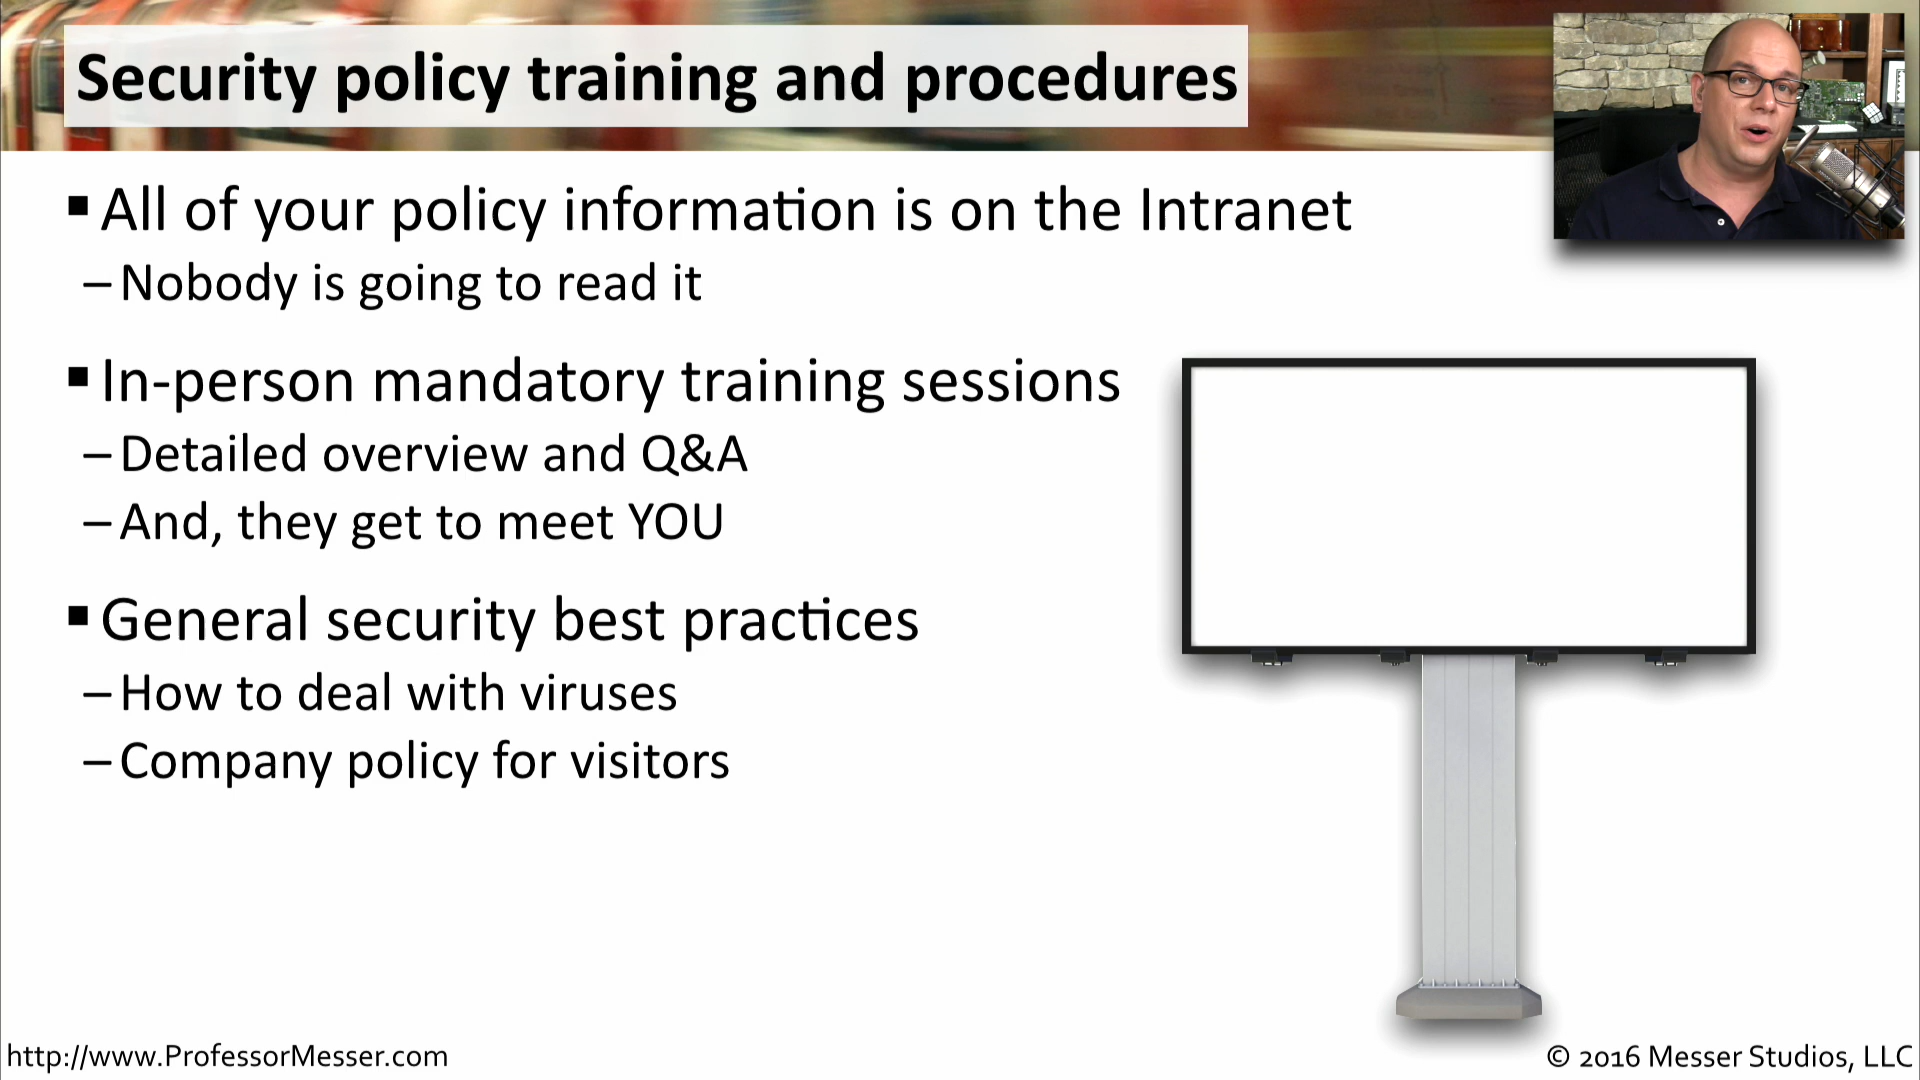 Security policy training and procedures
▪ All of your policy information is on the Intranet
– Nobody is going to read it
▪ In-person mandatory training sessions
– Detailed overview and Q&A
– And, they get to meet YOU
▪ General security best practices
– How to deal with viruses
– Company policy for visitors
http://www.ProfessorMesser.com
© 2016 Messer Studios, LLC